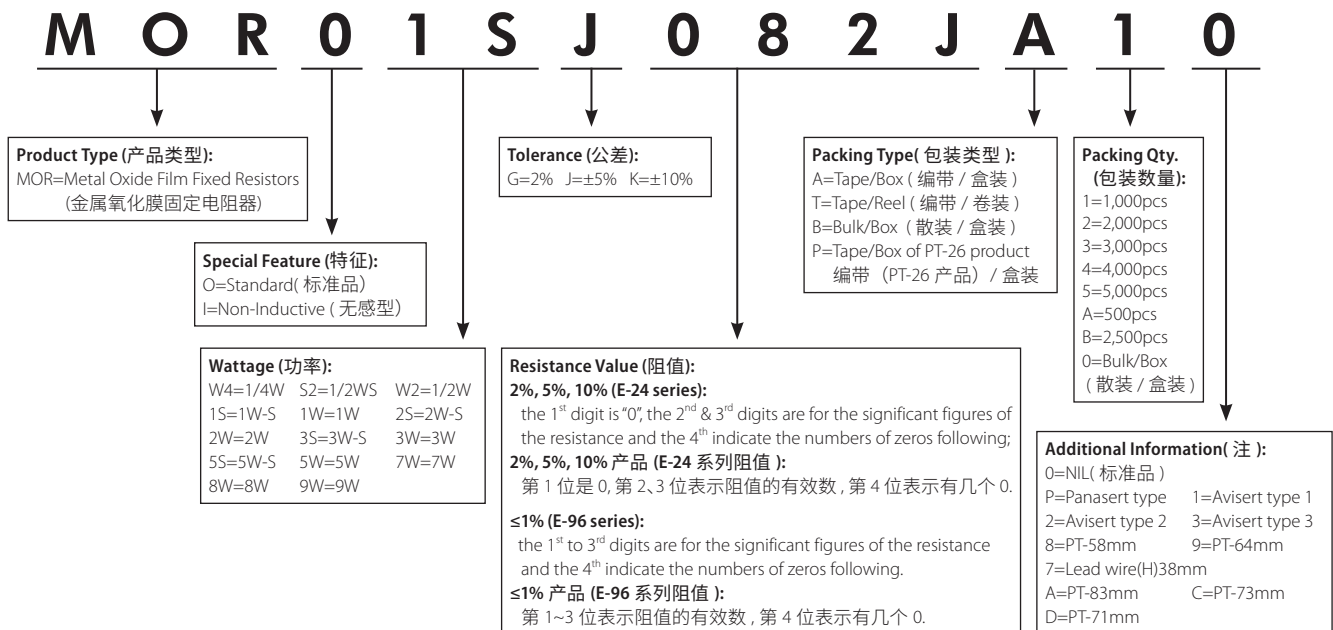 MOR01SJ082JA10
Product Type (产品类型):
MOR=Metal Oxide Film Fixed Resistors
(金属氧化膜固定电阻器)
Special Feature (特征):
O=Standard( 标准品）
I=Non-Inductive ( 无感型）
Wattage (功率):
W4=1/4W S2=1/2WS W2=1/2W
1S=1W-S 1W=1W 2S=2W-S
2W=2W 3S=3W-S 3W=3W
5S=5W-S 5W=5W 7W=7W
8W=8W 9W=9W
Tolerance (公差):
G=2% J=±5% K=±10%
Resistance Value (阻值):
2%, 5%, 10% (E-24 series):
the 1st digit is “0”, the 2nd & 3rd digits are for the significant figures of
the resistance and the 4th indicate the numbers of zeros following;
2%, 5%, 10% 产品 (E-24 系列阻值 ):
第 1 位是 0, 第 2、3 位表示阻值的有效数 , 第 4 位表示有几个 0.
≤1% (E-96 series):
the 1st to 3rd digits are for the significant figures of the resistance
and the 4th indicate the numbers of zeros following.
≤1% 产品 (E-96 系列阻值 ):
第 1~3 位表示阻值的有效数 , 第 4 位表示有几个 0.
Packing Type( 包装类型 ):
A=Tape/Box ( 编带 / 盒装 )
T=Tape/Reel ( 编带 / 卷装 )
B=Bulk/Box ( 散装 / 盒装 )
P=Tape/Box of PT-26 product
编带（PT-26 产品）/ 盒装
Packing Qty.
(包装数量):
1=1,000pcs
2=2,000pcs
3=3,000pcs
4=4,000pcs
5=5,000pcs
A=500pcs
B=2,500pcs
0=Bulk/Box
( 散装 / 盒装 )
Additional Information( 注 ):
0=NIL( 标准品 )
P=Panasert type 1=Avisert type 1
2=Avisert type 2 3=Avisert type 3
8=PT-58mm 9=PT-64mm
7=Lead wire(H)38mm
A=PT-83mm C=PT-73mm
D=PT-71mm